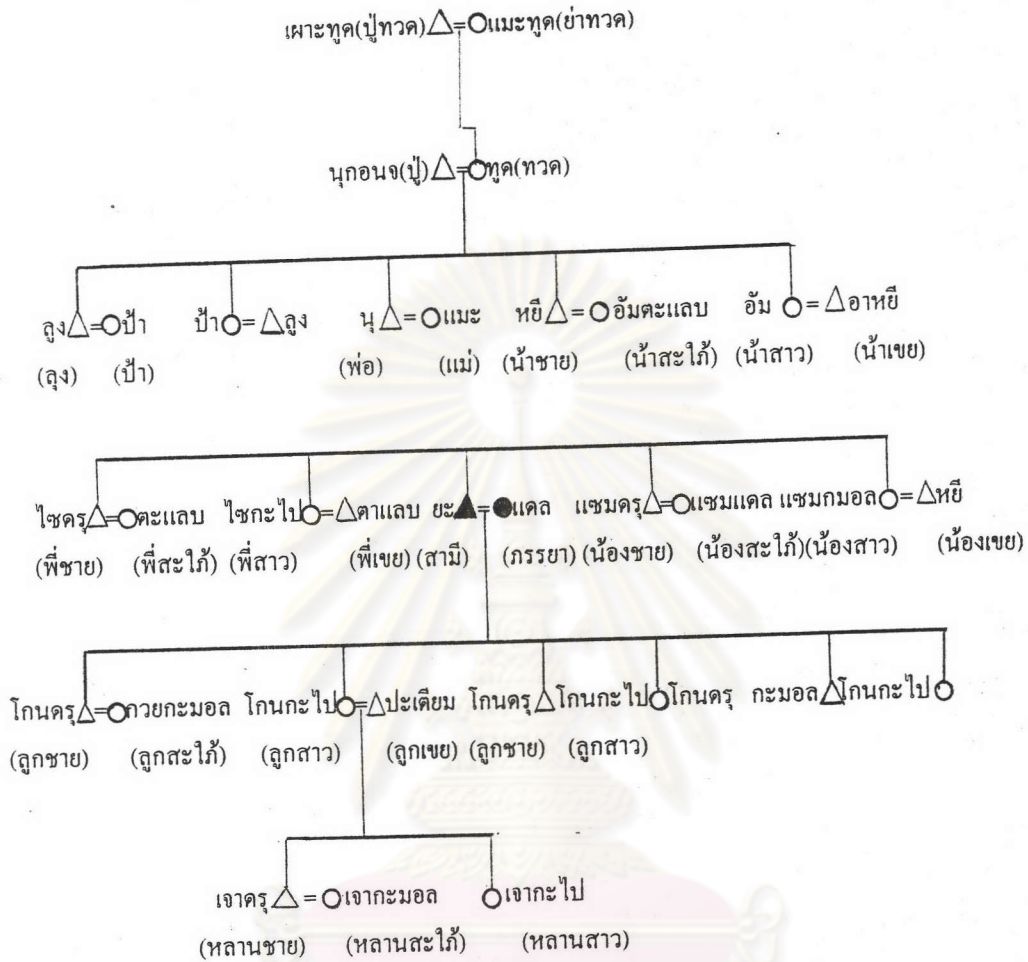 เผาะทูค(ปู่ทวด)△=○แมะทูค(ย่าทวด)
นุกอนจ(ปู่)△=○ทูค(ทวด)
ลูง△=○ป้า ป้า○=△ลูง นุ△=○แมะ หยี△=○อัมตะแลบ อัม○=△อาหยี
(ลุง) (ป้า) (พ่อ) (แม่) (น้าชาย) (น้าสะใภ้) (น้าสาว) (น้าเขย)
ไซครุ△=○ตะแลบ ไซกะไป○=△ตาแลบ ยะ▲=●แคล แซมครุ△=○แซมแคล แซมกมอล○=△หยี
(พี่ชาย) (พี่สะใภ้) (พี่สาว) (พี่เขย) (สามี) (ภรรยา) (น้องชาย) (น้องสะใภ้) (น้องสาว) (น้องเขย)
โกนครุ△=○กวยกะมอล โกนกะไป○=△ปะเตียม โกนครุ△โกนกะไป○โกนครุ กะมอล△โกนกะไป○
(ลูกชาย) (ลูกสะใภ้) (ลูกสาว) (ลูกเขย) (ลูกชาย) (ลูกสาว)
เจาครุ△=○เจากะมอล ○เจากะไป
(หลานชาย) (หลานสะใภ้) (หลานสาว)